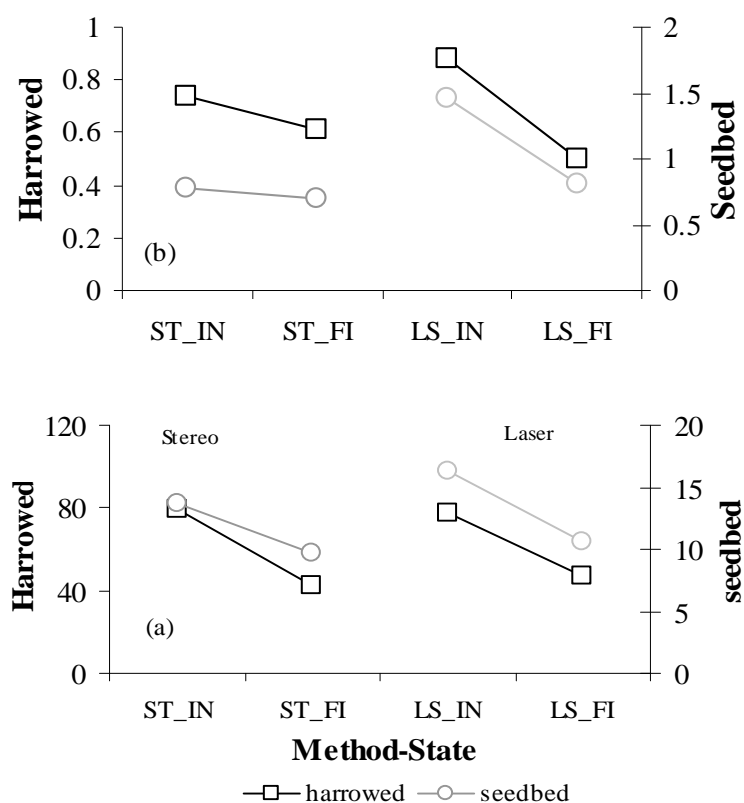 1
0.8
0.6
0.4
0.2
0
Harrowed
2
1.5
1
0.5
0
Seedbed
(b)
ST_IN ST_FI LS_IN LS_FI
120
80
40
0
Harrowed
Stereo Laser
20
15
10
5
0
seedbed
(a)
ST_IN ST_FI LS_IN LS_FI
Method-State
harrowed seedbed